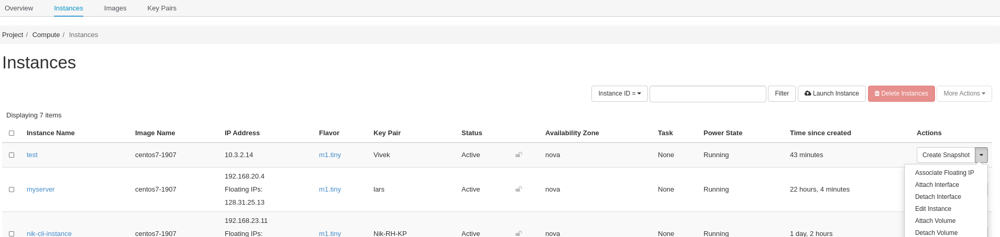 Overview Instances Images Key Pairs
Project / Compute / Instances
Instances
Instance ID = Filter Launch Instance Delete Instances More Actions
Displaying 7 items
Instance Name Image Name IP Address Flavor Key Pair Status Availability Zone Task Power State Time since created Actions
test centos7-1907 10.3.2.14 m1.tiny Vivek Active nova None Running 43 minutes Create Snapshot
Associate Floating IP
Attach Interface
Detach Interface
Edit Instance
Attach Volume
Detach Volume
192.168.20.4
Floating IPs:
128.31.25.13
myserver centos7-1907 m1.tiny lars Active nova None Running 22 hours, 4 minutes
192.168.23.11
Floating IPs:
nik-cli-instance centos7-1907 m1.tiny Nik-RH-KP Active nova None Running 1 day, 2 hours